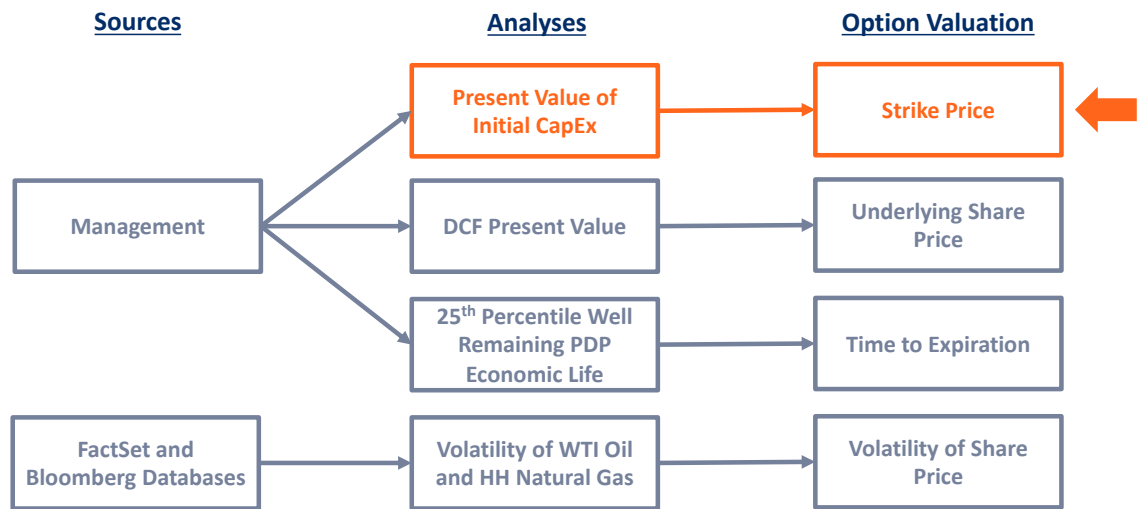 Sources
Analyses
Option Valuation
Present Value of
Initial CapEx
Strike Price
Management
DCF Present Value
Underlying Share
Price
25th Percentile Well
Remaining PDP
Economic Life
Time to Expiration
FactSet and
Bloomberg Databases
Volatility of WTI Oil
and HH Natural Gas
Volatility of Share
Price